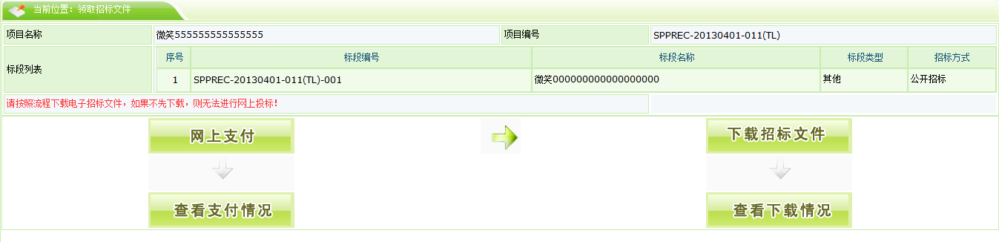 当前位置：领取招标文件
项目名称 微笑555555555555555 项目编号 SPPREC-20130401-011(TL)
标段列表
序号 标段编号 标段名称 标段类型 招标方式
1 SPPREC-20130401-011(TL)-001 微笑000000000000000000 其他 公开招标
请按照流程下载电子招标文件，如果不先下载，则无法进行网上投标！
网上支付 下载招标文件
查看支付情况 查看下载情况